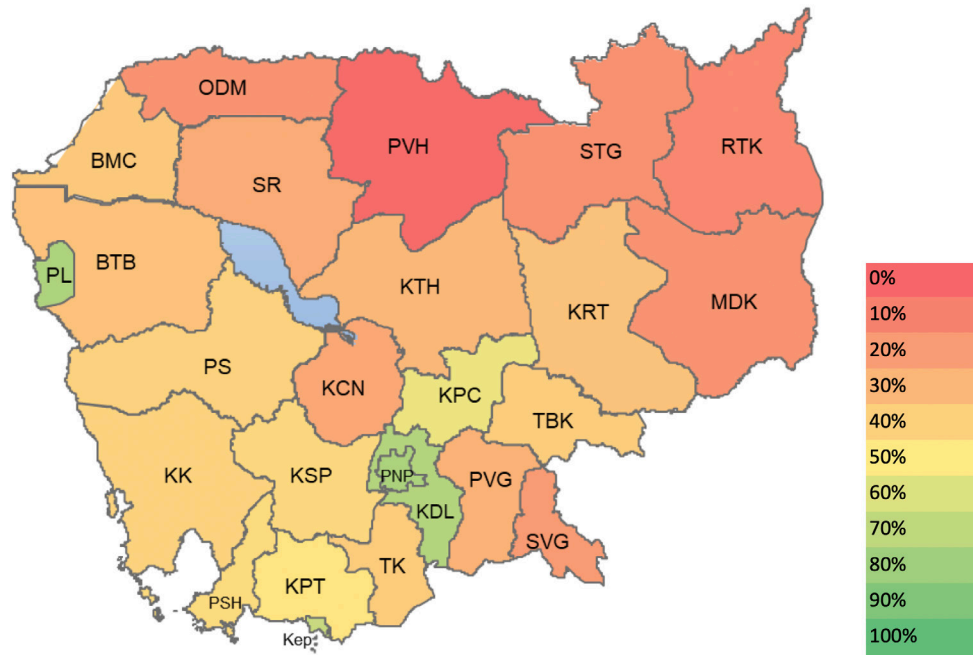 ODM
PVH
STG
RTK
BMC
SR
PL
BTB
KTH
KRT
MDK
PS
KCN
KPC
TBK
KK
KSP
PNP
PVG
KDL
SVG
TK
KPT
PSH
Kep
0%
10%
20%
30%
40%
50%
60%
70%
80%
90%
100%